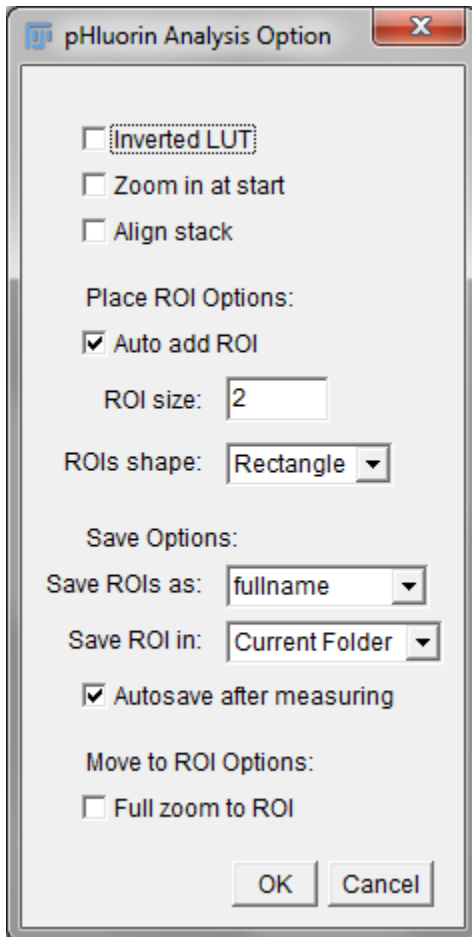 pHluorin Analysis Option
Inverted LUT
Zoom in at start
Align stack
Place ROI Options:
Auto add ROI
ROI size: 2
ROIs shape: Rectangle
Save Options:
Save ROIs as: fullname
Save ROI in: Current Folder
Autosave after measuring
Move to ROI Options:
Full zoom to ROI
OK Cancel